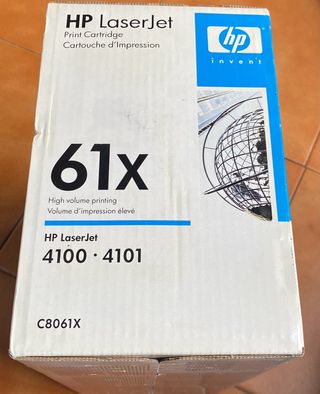 HP LaserJet
Print Cartridge
Cartouche d'Impression
hp
invent
61x
High volume printing
Volume d'impression élevé
HP LaserJet
4100 · 4101
C8061X